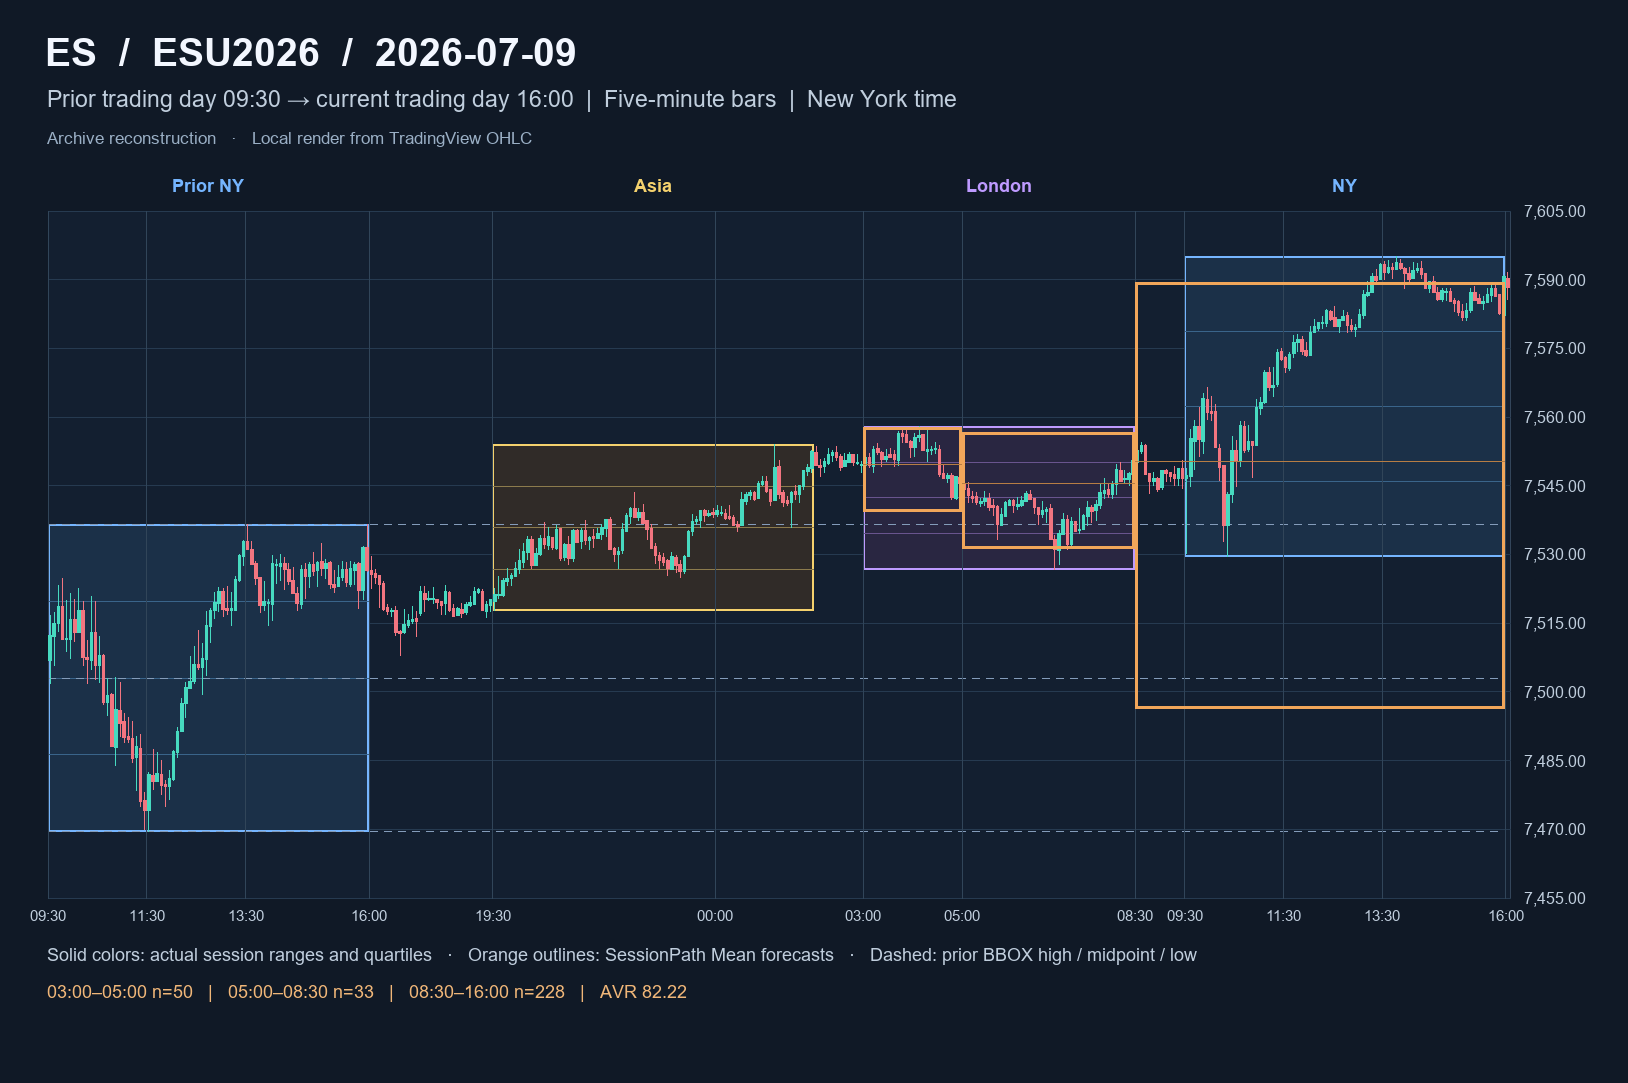 ES / ESU2026 / 2026-07-09
Prior trading day 09:30 → current trading day 16:00 | Five-minute bars | New York time
Archive reconstruction · Local render from TradingView OHLC
Prior NY Asia London NY
7,605.00
7,590.00
7,575.00
7,560.00
7,545.00
7,530.00
7,515.00
7,500.00
7,485.00
7,470.00
7,455.00
09:30 11:30 13:30 16:00 19:30 00:00 03:00 05:00 08:30 09:30 11:30 13:30 16:00
Solid colors: actual session ranges and quartiles · Orange outlines: SessionPath Mean forecasts · Dashed: prior BBOX high / midpoint / low
03:00–05:00 n=50 | 05:00–08:30 n=33 | 08:30–16:00 n=228 | AVR 82.22